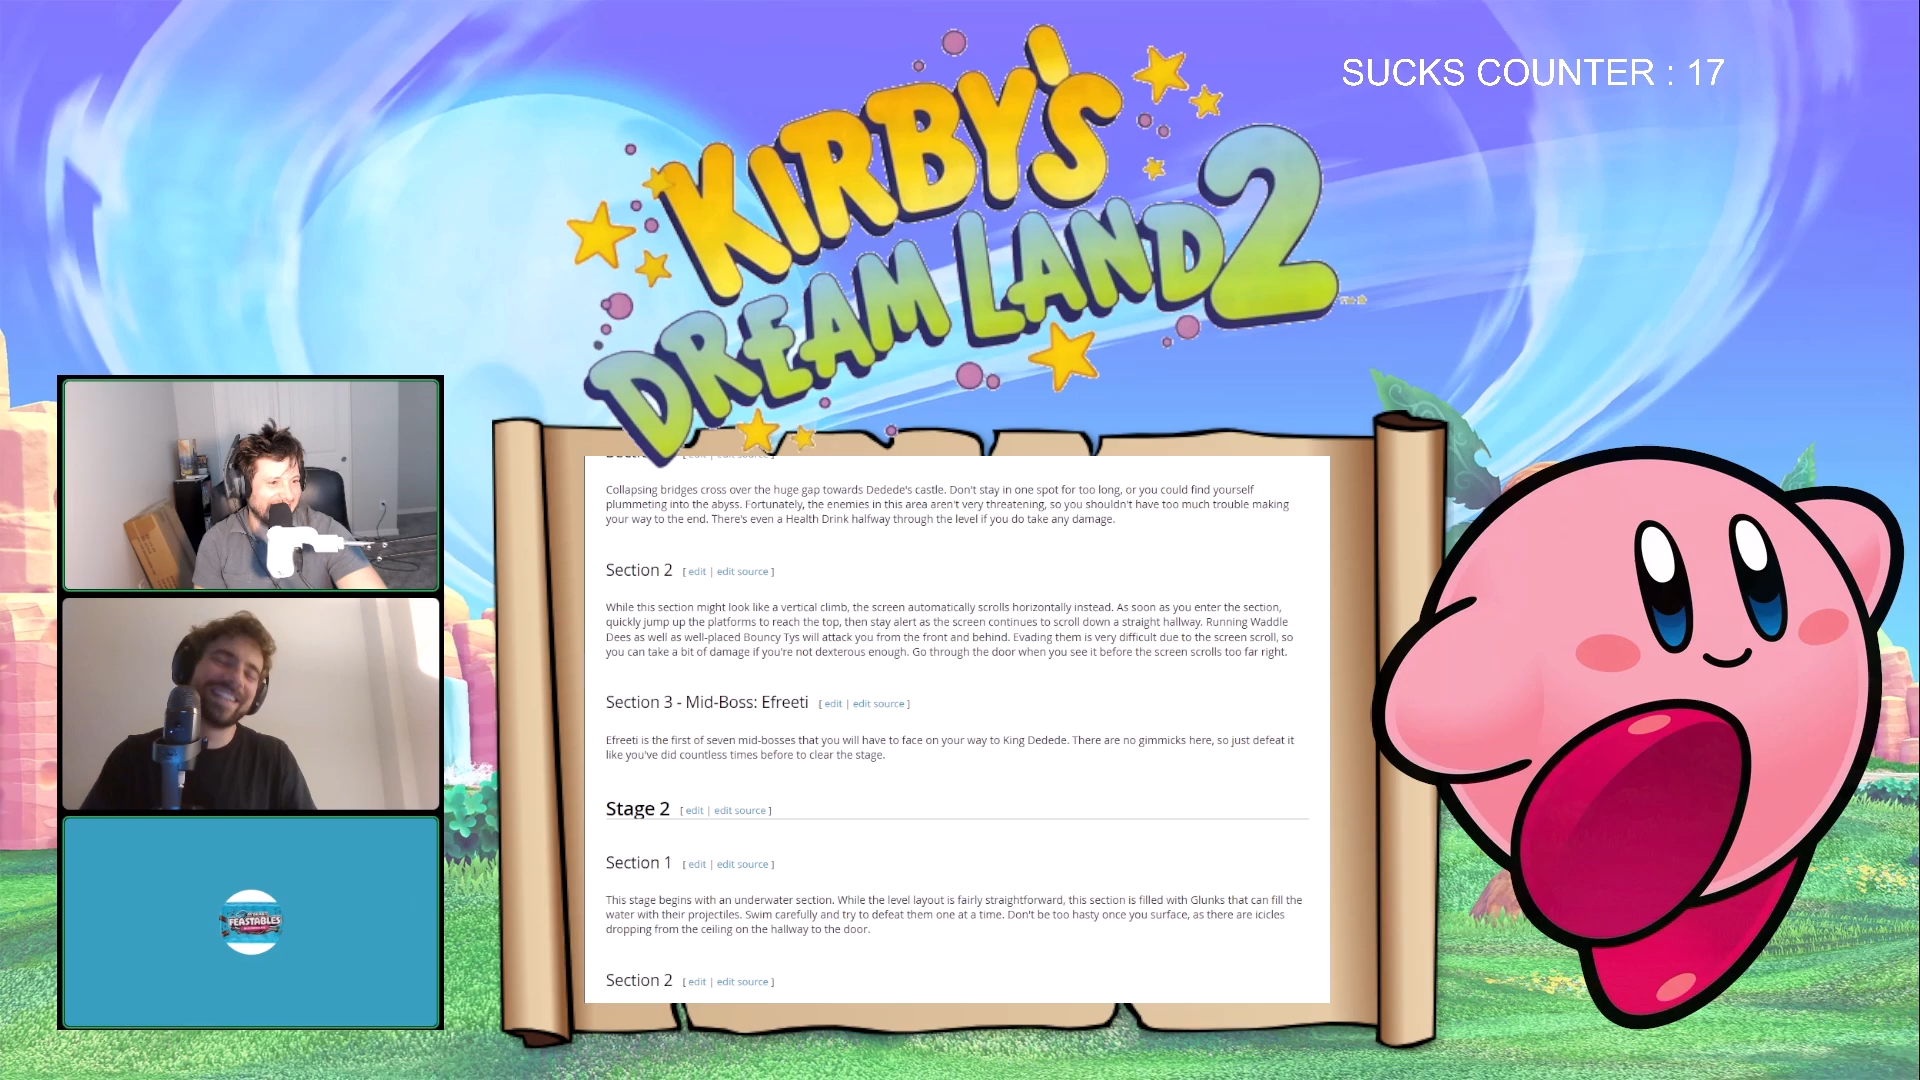 SUCKS COUNTER : 17
KIRBY'S
DREAM LAND 2
[ edit | edit source ]
Collapsing bridges cross over the huge gap towards Dedede's castle. Don't stay in one spot for too long, or you could find yourself
plummeting into the abyss. Fortunately, the enemies in this area aren't very threatening, so you shouldn't have too much trouble making
your way to the end. There's even a Health Drink halfway through the level if you do take any damage.
Section 2 [ edit | edit source ]
While this section might look like a vertical climb, the screen automatically scrolls horizontally instead. As soon as you enter the section,
quickly jump up the platforms to reach the top, then stay alert as the screen continues to scroll down a straight hallway. Running Waddle
Dees as well as well-placed Bouncy Tys will attack you from the front and behind. Evading them is very difficult due to the screen scroll, so
you can take a bit of damage if you're not dexterous enough. Go through the door when you see it before the screen scrolls too far right.
Section 3 - Mid-Boss: Efreeti [ edit | edit source ]
Efreeti is the first of seven mid-bosses that you will have to face on your way to King Dedede. There are no gimmicks here, so just defeat it
like you've did countless times before to clear the stage.
Stage 2 [ edit | edit source ]
Section 1 [ edit | edit source ]
This stage begins with an underwater section. While the level layout is fairly straightforward, this section is filled with Glunks that can fill the
water with their projectiles. Swim carefully and try to defeat them one at a time. Don't be too hasty once you surface, as there are icicles
dropping from the ceiling on the hallway to the door.
Section 2 [ edit | edit source ]
FEASTABLES